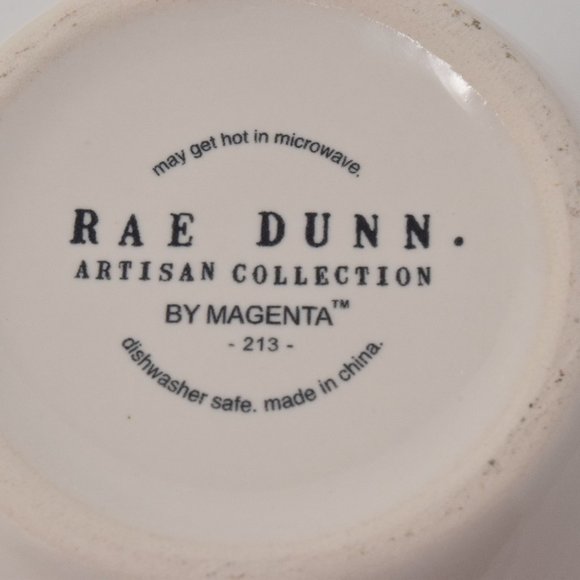 may get hot in microwave.
RAE DUNN.
ARTISAN COLLECTION
BY MAGENTA™
- 213 -
dishwasher safe. made in china.